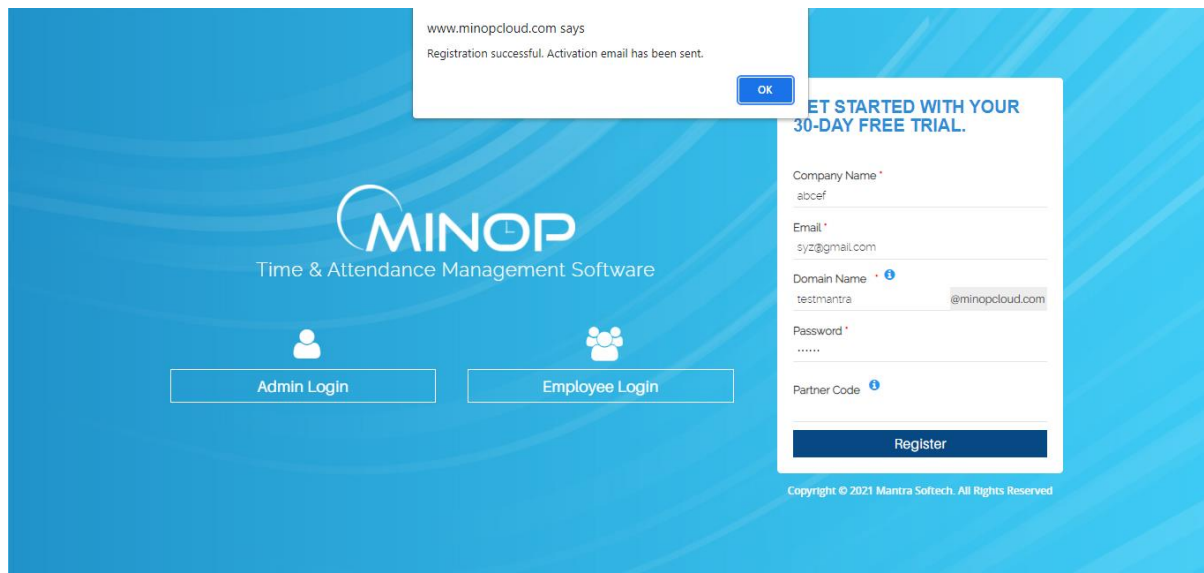 www.minopcloud.com says
Registration successful. Activation email has been sent.
OK
ET STARTED WITH YOUR
30-DAY FREE TRIAL.
Company Name *
abcef
Email *
syz@gmail.com
Domain Name *
testmantra @minopcloud.com
Password *
......
Partner Code
Register
MINOP
Time & Attendance Management Software
Admin Login
Employee Login
Copyright © 2021 Mantra Softech. All Rights Reserved